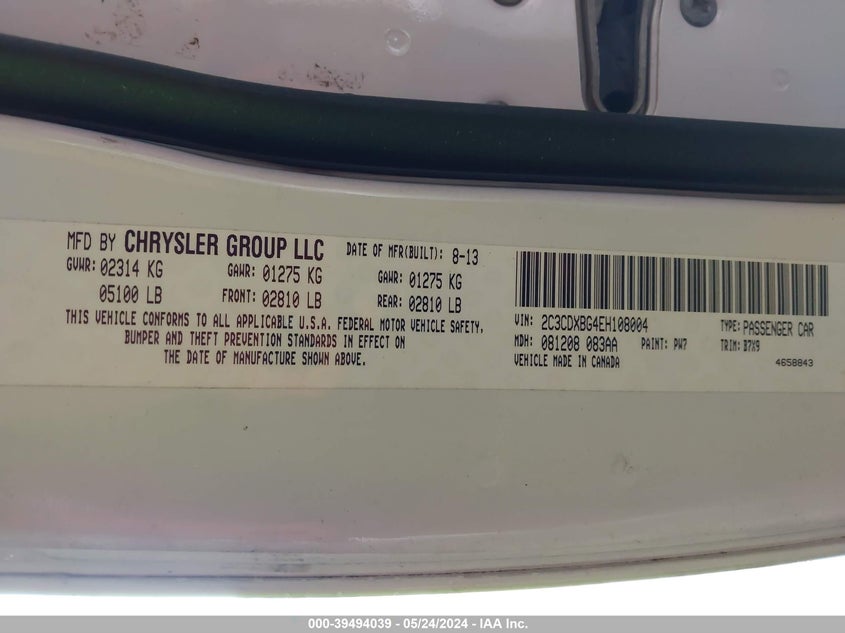 MFD BY CHRYSLER GROUP LLC DATE OF MFR(BUILT): 8-13
GVWR: 02314 KG GAWR: 01275 KG GAWR: 01275 KG
05100 LB FRONT: 02810 LB REAR: 02810 LB
THIS VEHICLE CONFORMS TO ALL APPLICABLE U.S.A. FEDERAL MOTOR VEHICLE SAFETY,
BUMPER AND THEFT PREVENTION STANDARDS IN EFFECT ON
THE DATE OF MANUFACTURE SHOWN ABOVE.
VIN: 2C3CDXBG4EH108004 TYPE: PASSENGER CAR
MDH: 081208 083AA PAINT: PW7 TRIM: B7X9
VEHICLE MADE IN CANADA 4658843
000-39494039 - 05/24/2024 - IAA Inc.